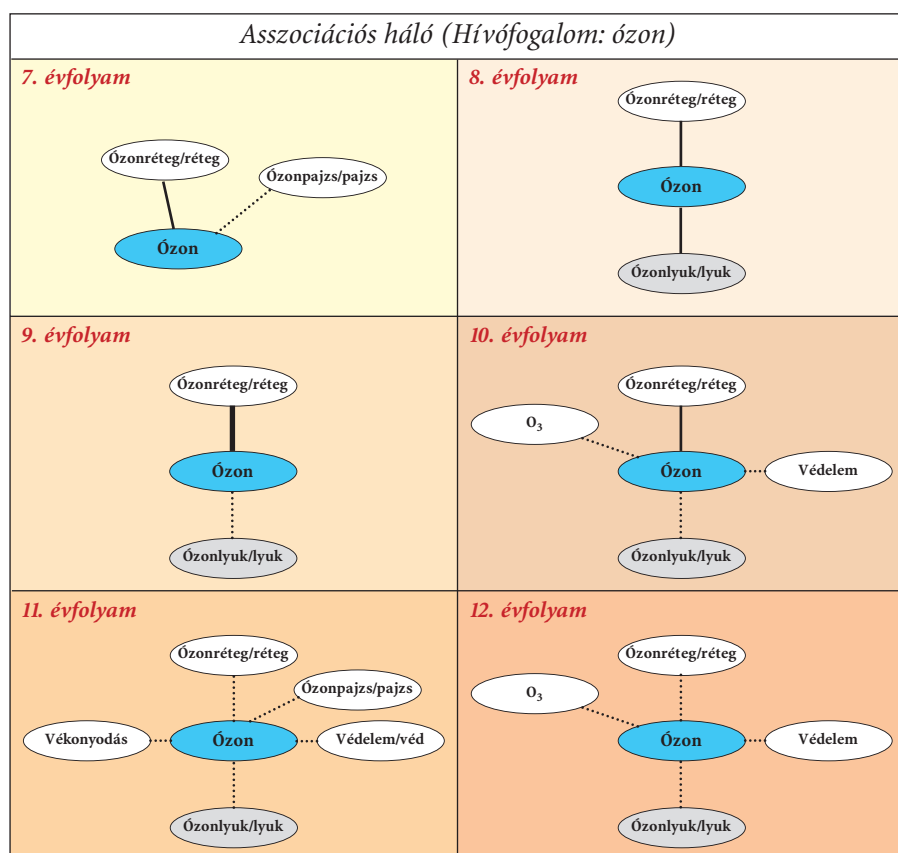 Asszociációs háló (Hívófogalom: ózon)
7. évfolyam
Ózonréteg/réteg
Ózonpajzs/pajzs
Ózon
8. évfolyam
Ózonréteg/réteg
Ózon
Ózonlyuk/lyuk
9. évfolyam
Ózonréteg/réteg
Ózon
Ózonlyuk/lyuk
10. évfolyam
Ózonréteg/réteg
O₃
Ózon
Védelem
Ózonlyuk/lyuk
11. évfolyam
Ózonréteg/réteg
Ózonpajzs/pajzs
Vékonyodás
Ózon
Védelem/véd
Ózonlyuk/lyuk
12. évfolyam
Ózonréteg/réteg
O₃
Ózon
Védelem
Ózonlyuk/lyuk